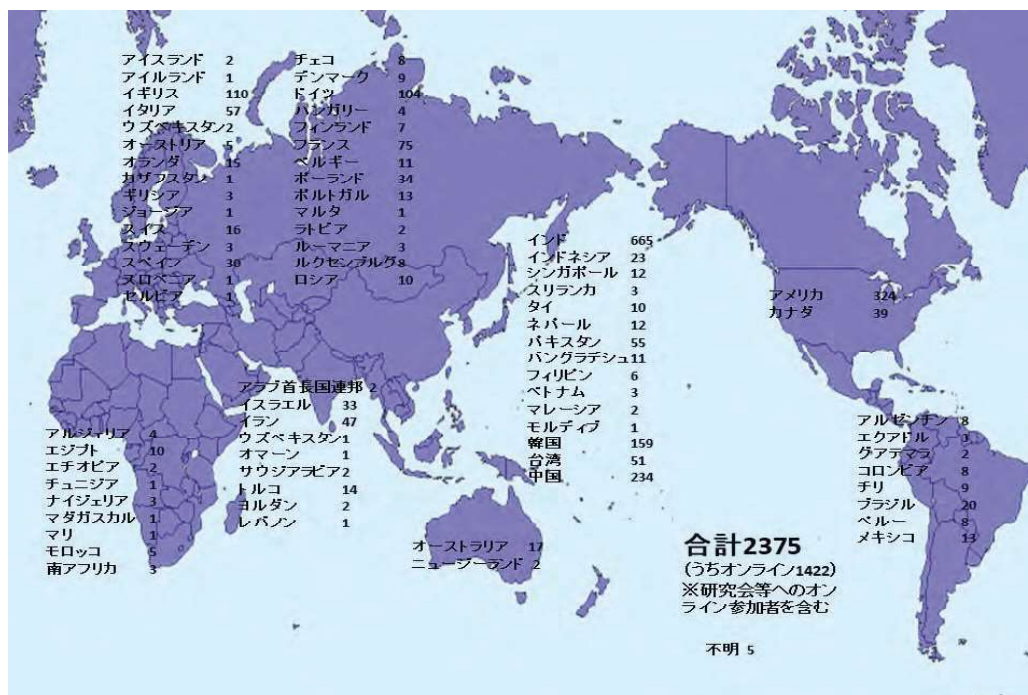 アイスランド 2
アイルランド 1
イギリス 110
イタリア 57
ウズベキスタン2
オーストリア 5
オランダ 15
カザフスタン 1
ギリシア 3
ジョージア 1
スイス 16
スウェーデン 3
スペイン 30
スロベニア 1
セルビア 1
チェコ 8
デンマーク 9
ドイツ 104
ハンガリー 4
フィンランド 7
フランス 75
ベルギー 11
ポーランド 34
ポルトガル 13
マルタ 1
ラトビア 2
ルーマニア 3
ルクセンブルグ8
ロシア 10
インド 665
インドネシア 23
シンガポール 12
スリランカ 3
タイ 10
ネパール 12
パキスタン 55
バングラデシュ11
フィリピン 6
ベトナム 3
マレーシア 2
モルディブ 1
韓国 159
台湾 51
中国 234
アメリカ 324
カナダ 39
アラブ首長国連邦 2
イスラエル 33
イラン 47
ウズベキスタン1
オマーン 1
サウジアラビア2
トルコ 14
ヨルダン 2
レバノン 1
アルジェリア 4
エジプト 10
エチオピア 2
チュニジア 1
ナイジェリア 3
マダガスカル 1
マリ 1
モロッコ 5
南アフリカ 3
オーストラリア 17
ニュージーランド 2
アルゼンチン 8
エクアドル 3
グアテマラ 2
コロンビア 8
チリ 9
ブラジル 20
ペルー 8
メキシコ 13
合計2375
(うちオンライン1422)
※研究会等へのオン
ライン参加者を含む
不明 5